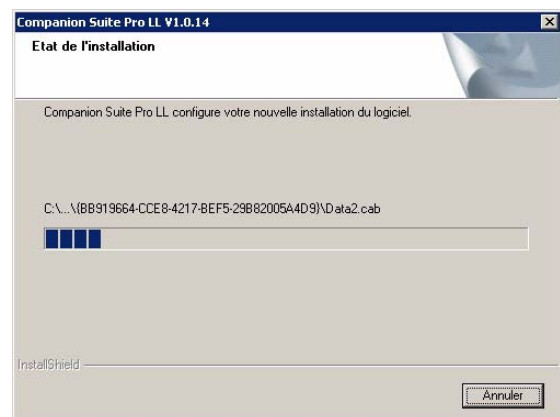 Companion Suite Pro LL V1.0.14
Etat de l'installation
Companion Suite Pro LL configure votre nouvelle installation du logiciel.
C:\...\{BB919664-CCE8-4217-BEF5-29B82005A4D9}\Data2.cab
InstallShield
Annuler